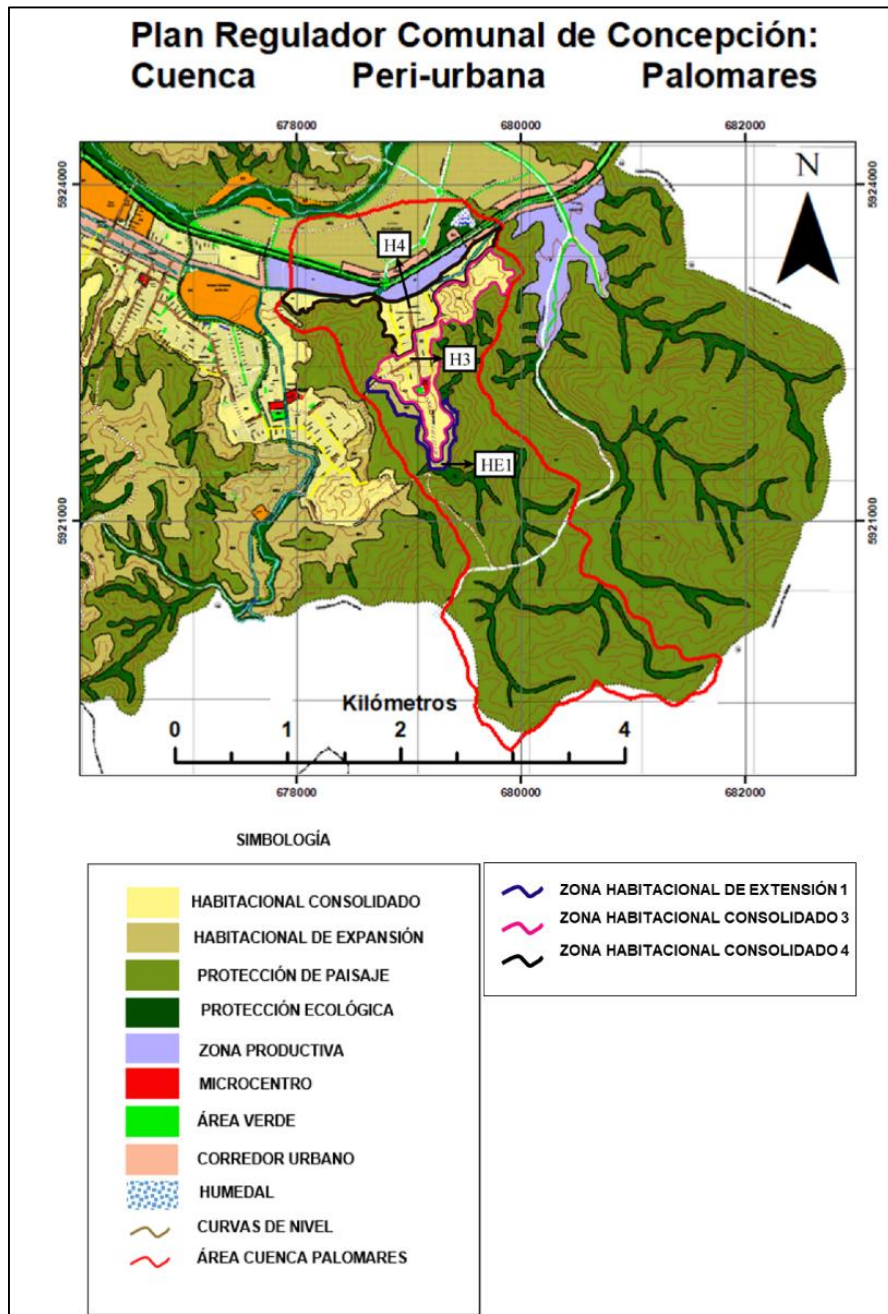 Plan Regulador Comunal de Concepción:
Cuenca Peri-urbana Palomares
678000 680000 682000
N
5924000 5924000
H4
H3
HE1
5921000 5921000
Kilómetros
0 1 2 4
678000 680000 682000
SIMBOLOGÍA
HABITACIONAL CONSOLIDADO
HABITACIONAL DE EXPANSIÓN
PROTECCIÓN DE PAISAJE
PROTECCIÓN ECOLÓGICA
ZONA PRODUCTIVA
MICROCENTRO
ÁREA VERDE
CORREDOR URBANO
HUMEDAL
CURVAS DE NIVEL
ÁREA CUENCA PALOMARES
ZONA HABITACIONAL DE EXTENSIÓN 1
ZONA HABITACIONAL CONSOLIDADO 3
ZONA HABITACIONAL CONSOLIDADO 4